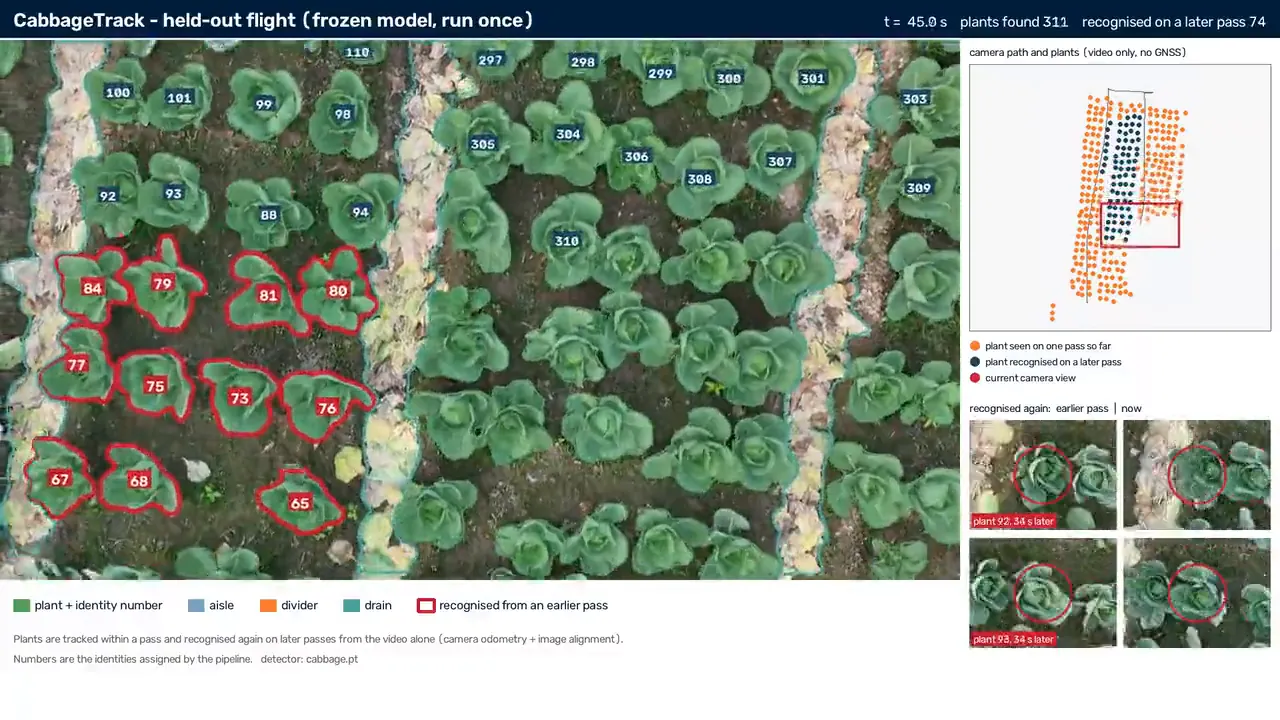 CabbageTrack - held-out flight (frozen model, run once)
t = 45.0 s plants found 311 recognised on a later pass 74
110
297 298 299 300 301
100 101 99 98
303
305 304 306 308 307
92 93 88 94
309
310
84 79 81 80
77 75 73 76
67 68 65
camera path and plants (video only, no GNSS)
plant seen on one pass so far
plant recognised on a later pass
current camera view
recognised again: earlier pass | now
plant 92, 34 s later
plant 93, 34 s later
plant + identity number aisle divider drain recognised from an earlier pass
Plants are tracked within a pass and recognised again on later passes from the video alone (camera odometry + image alignment).
Numbers are the identities assigned by the pipeline. detector: cabbage.pt